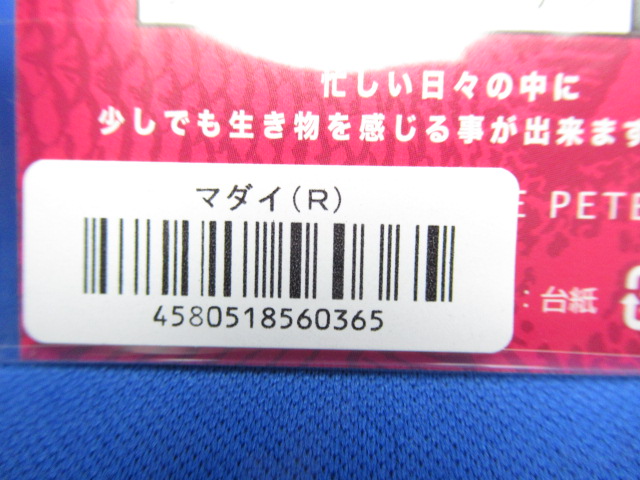 忙しい日々の中に
少しでも生き物を感じる事が出来ます
マダイ(R)
E PETE
4580518560365
: 台紙